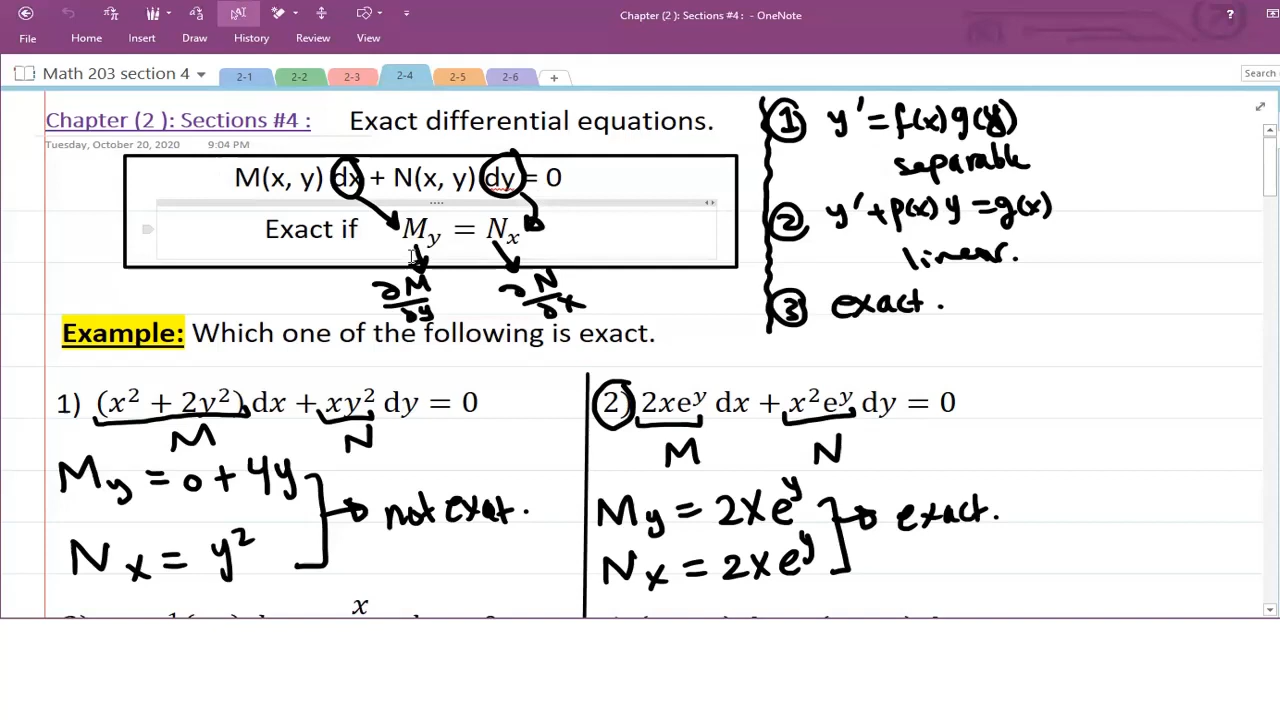 Chapter (2 ): Sections #4 : - OneNote
?
File Home Insert Draw History Review View
Math 203 section 4 2-1 2-2 2-3 2-4 2-5 2-6 +
Search
Chapter (2 ): Sections #4 : Exact differential equations.
Tuesday, October 20, 2020 9:04 PM
M(x, y) dx + N(x, y) dy = 0
Exact if M_y = N_x
∂M/∂y ∂N/∂x
① y' = f(x)g(y)
separable
② y' + p(x) y = g(x)
linear.
③ exact.
Example: Which one of the following is exact.
1) (x² + 2y²) dx + xy² dy = 0
M N
M_y = 0 + 4y
N_x = y²
not exat.
2) 2xe^y dx + x²e^y dy = 0
M N
M_y = 2xe^y
N_x = 2xe^y
exact.
x